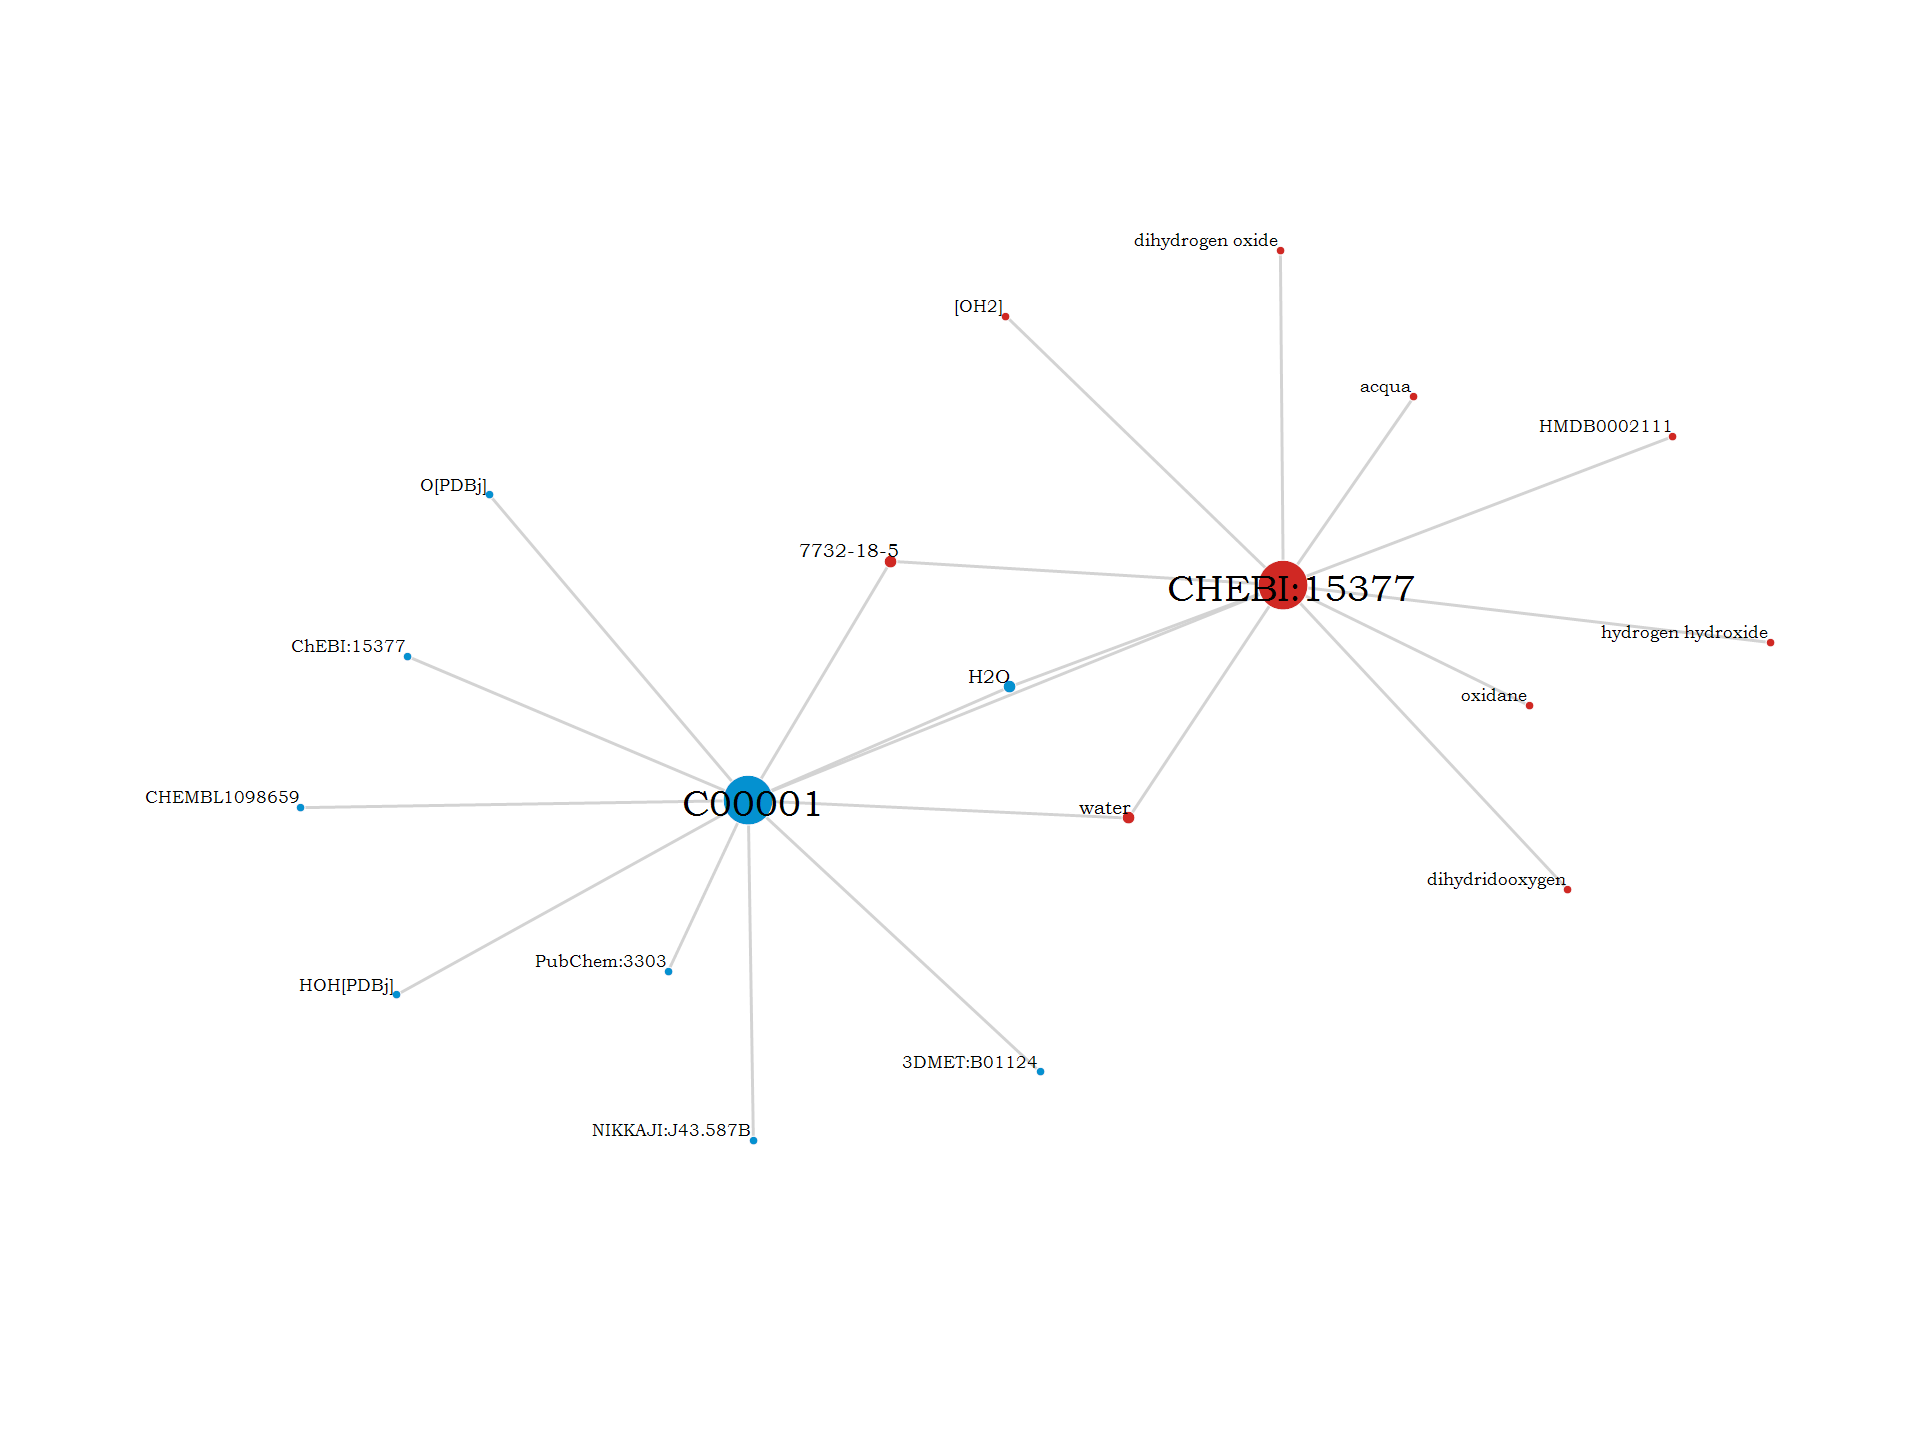 dihydrogen oxide
[OH2]
acqua
HMDB0002111
O[PDBj]
7732-18-5
CHEBI:15377
hydrogen hydroxide
ChEBI:15377
H2O
oxidane
CHEMBL1098659
C00001
water
dihydridooxygen
PubChem:3303
HOH[PDBj]
3DMET:B01124
NIKKAJI:J43.587B